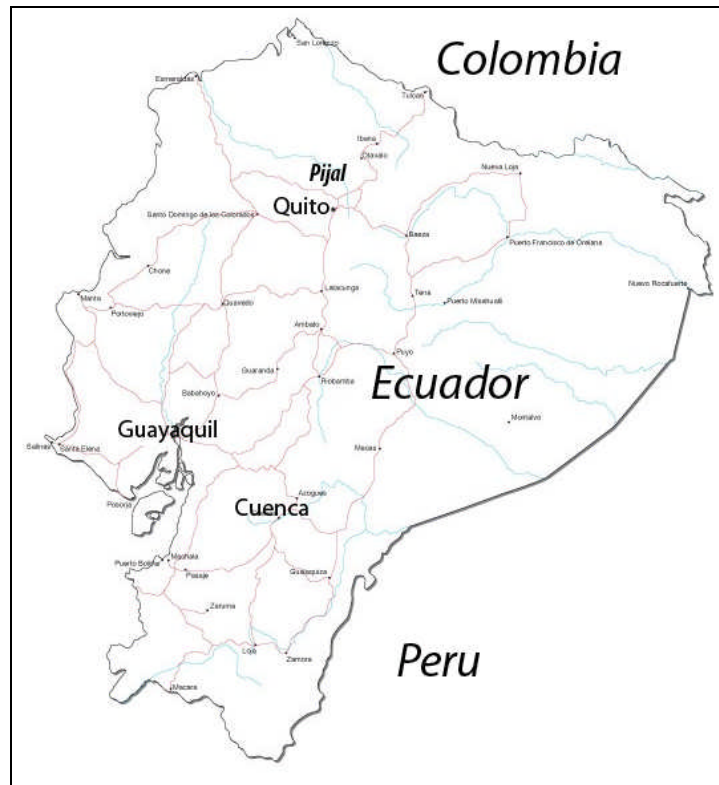 San Lorenzo
Colombia
Esmeraldas
Tulcan
Ibarra
Otavalo
Pijal
Nueva Loja
Quito
Santo Domingo de los Colorados
Baeza
Puerto Francisco de Orellana
Chone
Nuevo Rocafuerte
Manta
Latacunga
Tena
Puerto Misahualli
Portoviejo
Quevedo
Ambato
Puyo
Guaranda
Riobamba
Ecuador
Babahoyo
Montalvo
Guayaquil
Salinas
Santa Elena
Macas
Posorja
Azogues
Cuenca
Puerto Bolivar
Machala
Pasaje
Gualaquiza
Zaruma
Loja
Zamora
Peru
Macara